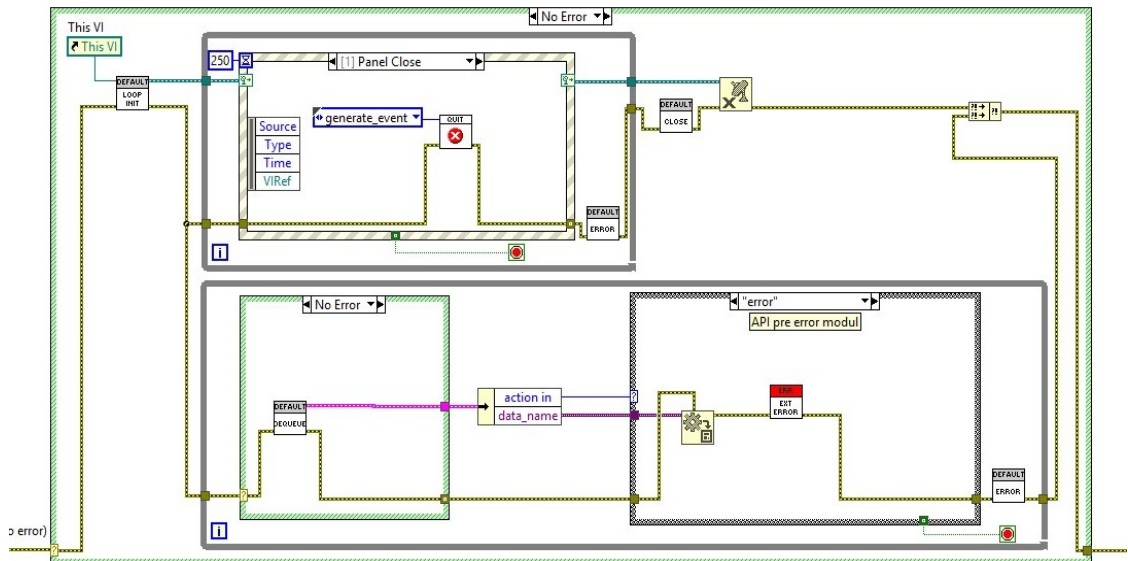 No Error
This VI
This VI
DEFAULT
LOOP
INIT
250
[1] Panel Close
generate_event
QUIT
Source
Type
Time
VIRef
DEFAULT
CLOSE
DEFAULT
ERROR
i
No Error
"error"
API pre error modul
DEFAULT
DEQUEUE
action in
data_name
ERR
EXT
ERROR
DEFAULT
ERROR
i
o error)